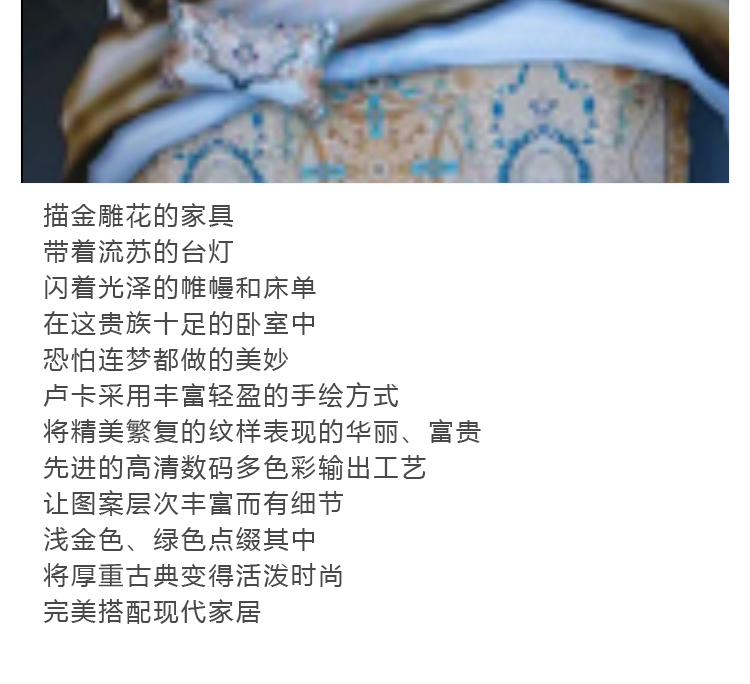 描金雕花的家具
带着流苏的台灯
闪着光泽的帷幔和床单
在这贵族十足的卧室中
恐怕连梦都做的美妙
卢卡采用丰富轻盈的手绘方式
将精美繁复的纹样表现的华丽、富贵
先进的高清数码多色彩输出工艺
让图案层次丰富而有细节
浅金色、绿色点缀其中
将厚重古典变得活泼时尚
完美搭配现代家居